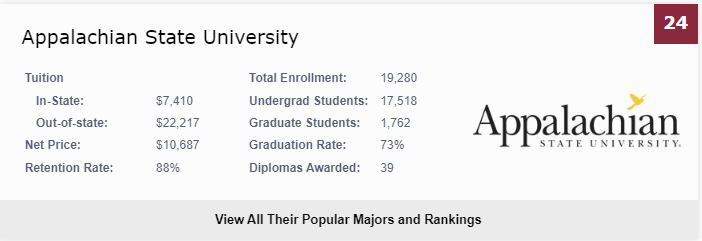 24
Appalachian State University
Tuition
In-State: $7,410
Out-of-state: $22,217
Net Price: $10,687
Retention Rate: 88%
Total Enrollment: 19,280
Undergrad Students: 17,518
Graduate Students: 1,762
Graduation Rate: 73%
Diplomas Awarded: 39
Appalachian
STATE UNIVERSITY.
View All Their Popular Majors and Rankings